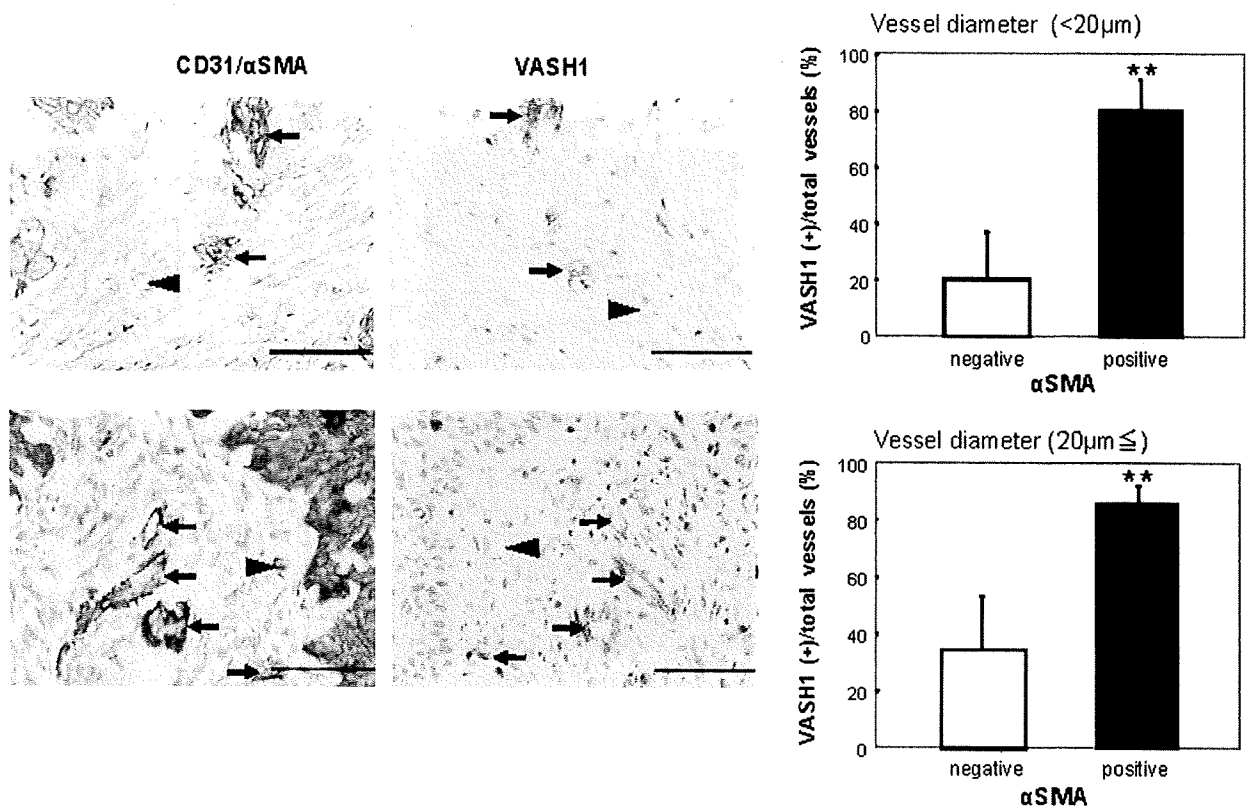 CD31/αSMA
VASH1
Vessel diameter (<20μm)
VASH1 (+)/total vessels (%)
100
80
60
40
20
0
**
negative
positive
αSMA
Vessel diameter (20μm≦)
VASH1 (+)/total vessels (%)
100
80
60
40
20
0
**
negative
positive
αSMA